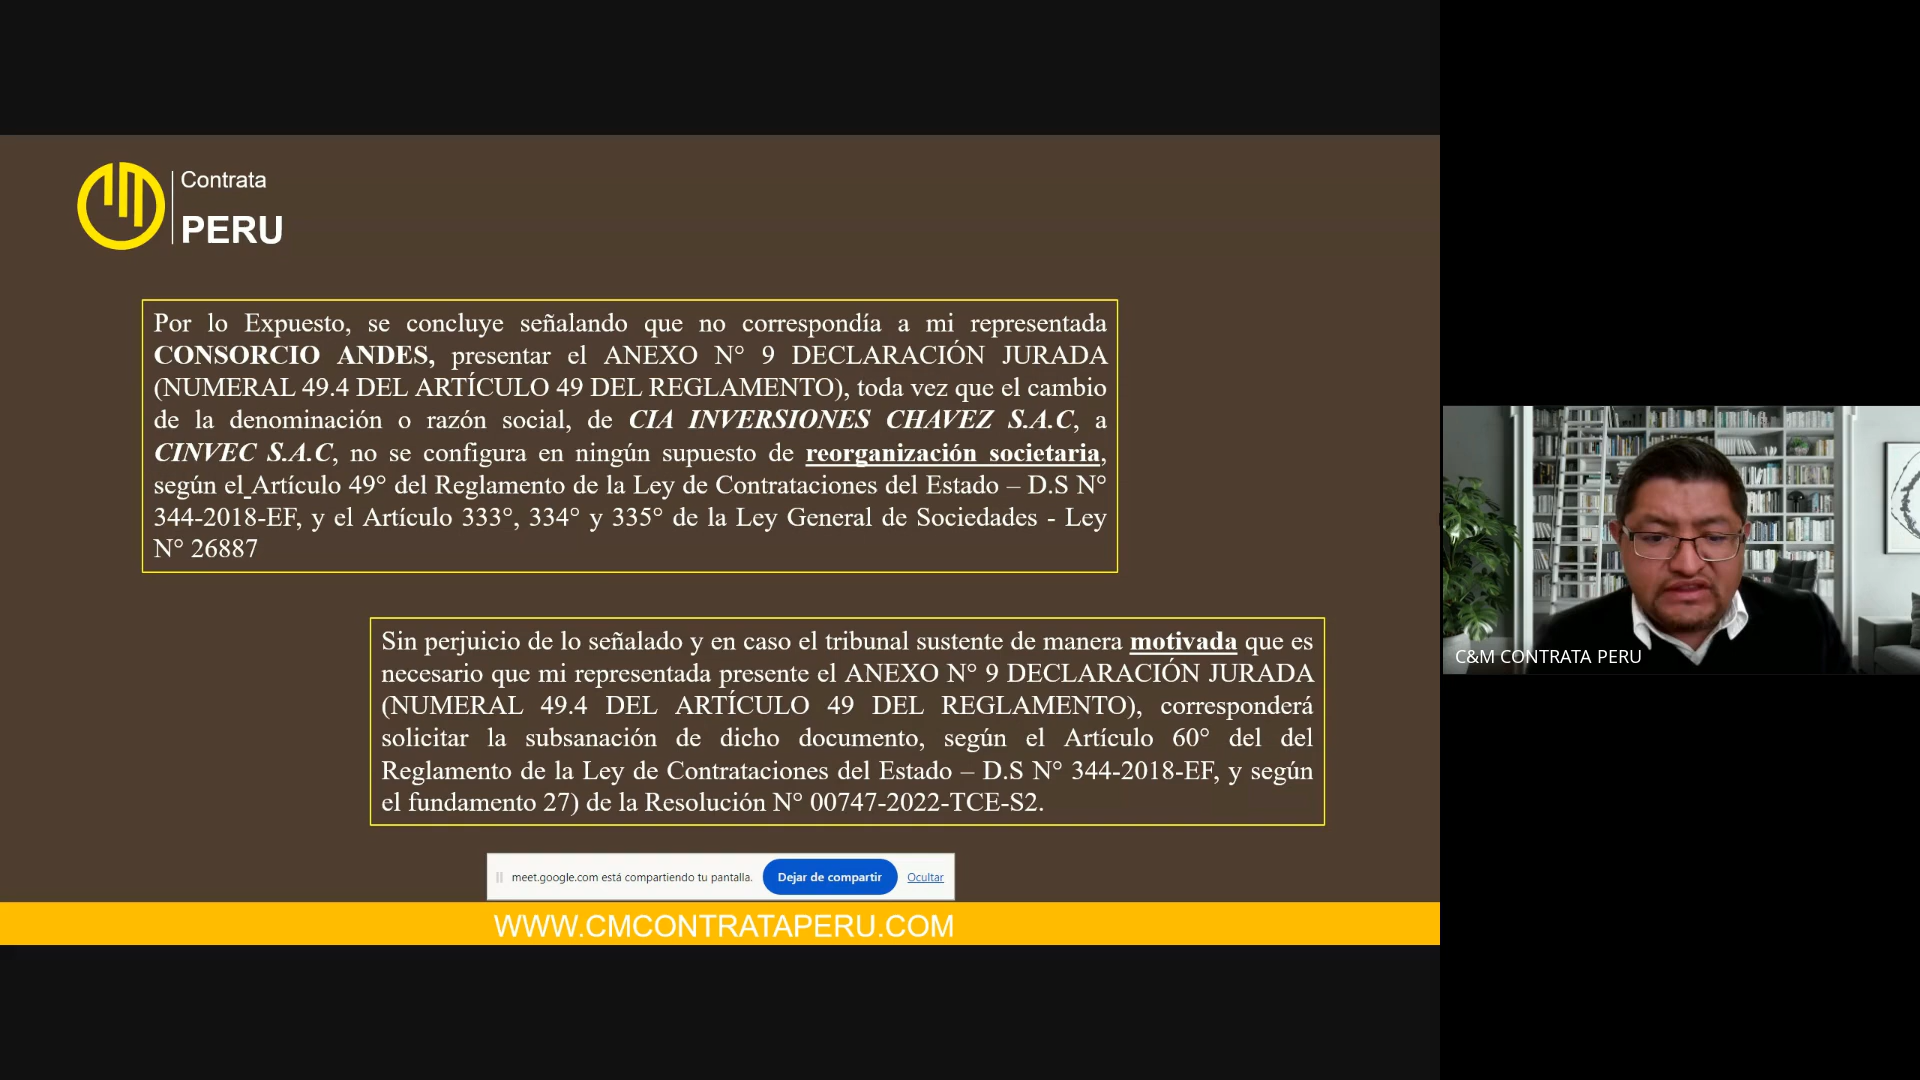 Contrata
PERU
Por lo Expuesto, se concluye señalando que no correspondía a mi representada
CONSORCIO ANDES, presentar el ANEXO N° 9 DECLARACIÓN JURADA
(NUMERAL 49.4 DEL ARTÍCULO 49 DEL REGLAMENTO), toda vez que el cambio
de la denominación o razón social, de CIA INVERSIONES CHAVEZ S.A.C, a
CINVEC S.A.C, no se configura en ningún supuesto de reorganización societaria,
según el Artículo 49° del Reglamento de la Ley de Contrataciones del Estado – D.S N°
344-2018-EF, y el Artículo 333°, 334° y 335° de la Ley General de Sociedades - Ley
N° 26887
Sin perjuicio de lo señalado y en caso el tribunal sustente de manera motivada que es
necesario que mi representada presente el ANEXO N° 9 DECLARACIÓN JURADA
(NUMERAL 49.4 DEL ARTÍCULO 49 DEL REGLAMENTO), corresponderá
solicitar la subsanación de dicho documento, según el Artículo 60° del del
Reglamento de la Ley de Contrataciones del Estado – D.S N° 344-2018-EF, y según
el fundamento 27) de la Resolución N° 00747-2022-TCE-S2.
meet.google.com está compartiendo tu pantalla. Dejar de compartir Ocultar
WWW.CMCONTRATAPERU.COM
C&M CONTRATA PERU